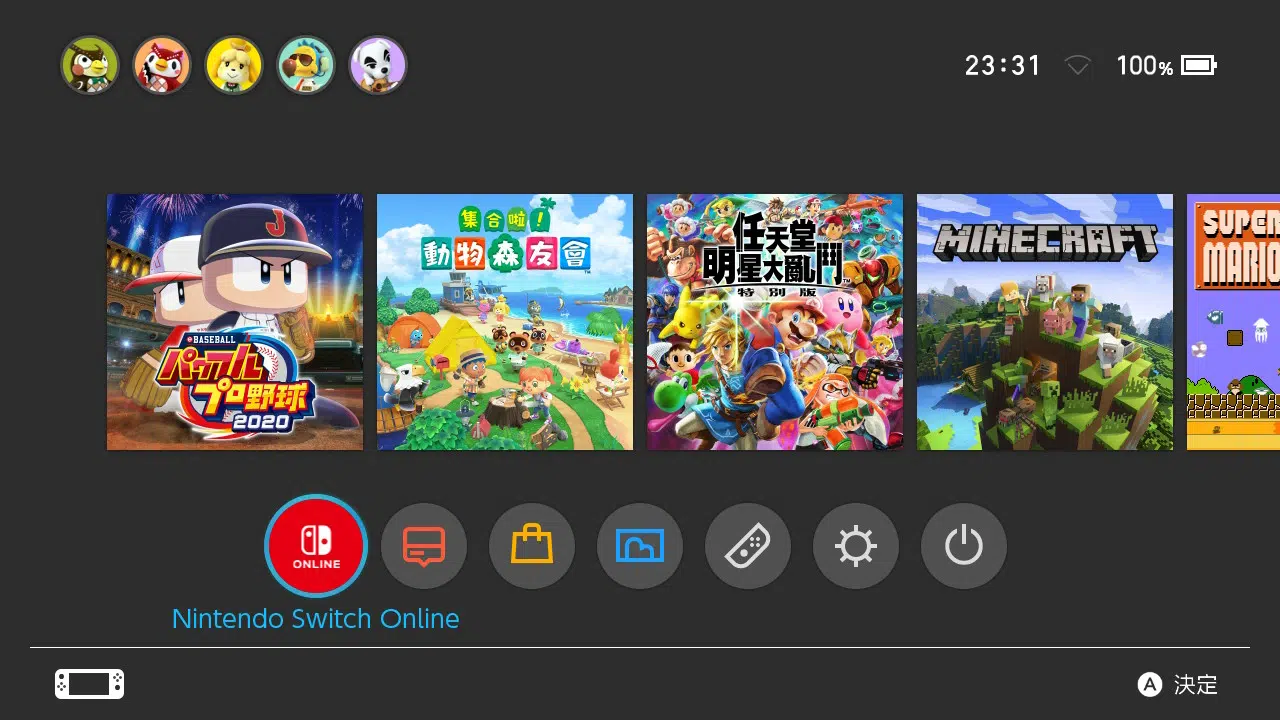 23:31
100%
J
BASEBALL
パワフル
プロ野球
2020
集合啦！
動物森友會
任天堂
明星大亂鬥
特別版
MINECRAFT
SUPER
MARIO
ONLINE
Nintendo Switch Online
A 決定